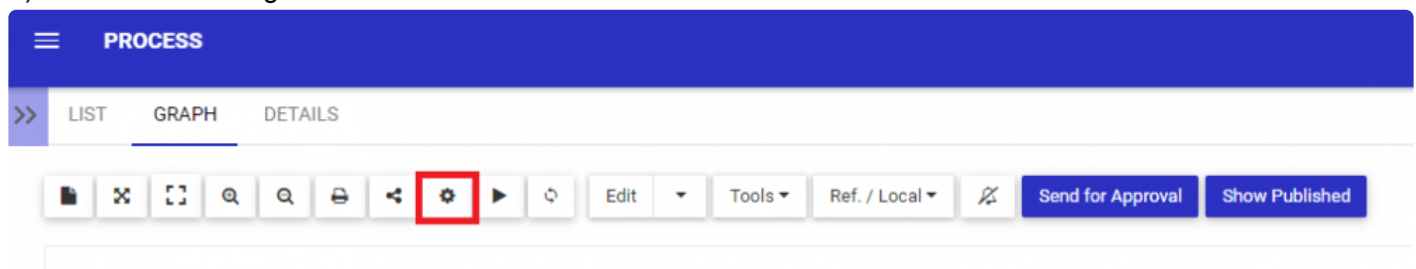 PROCESS
LIST GRAPH DETAILS
Edit Tools Ref. / Local Send for Approval Show Published